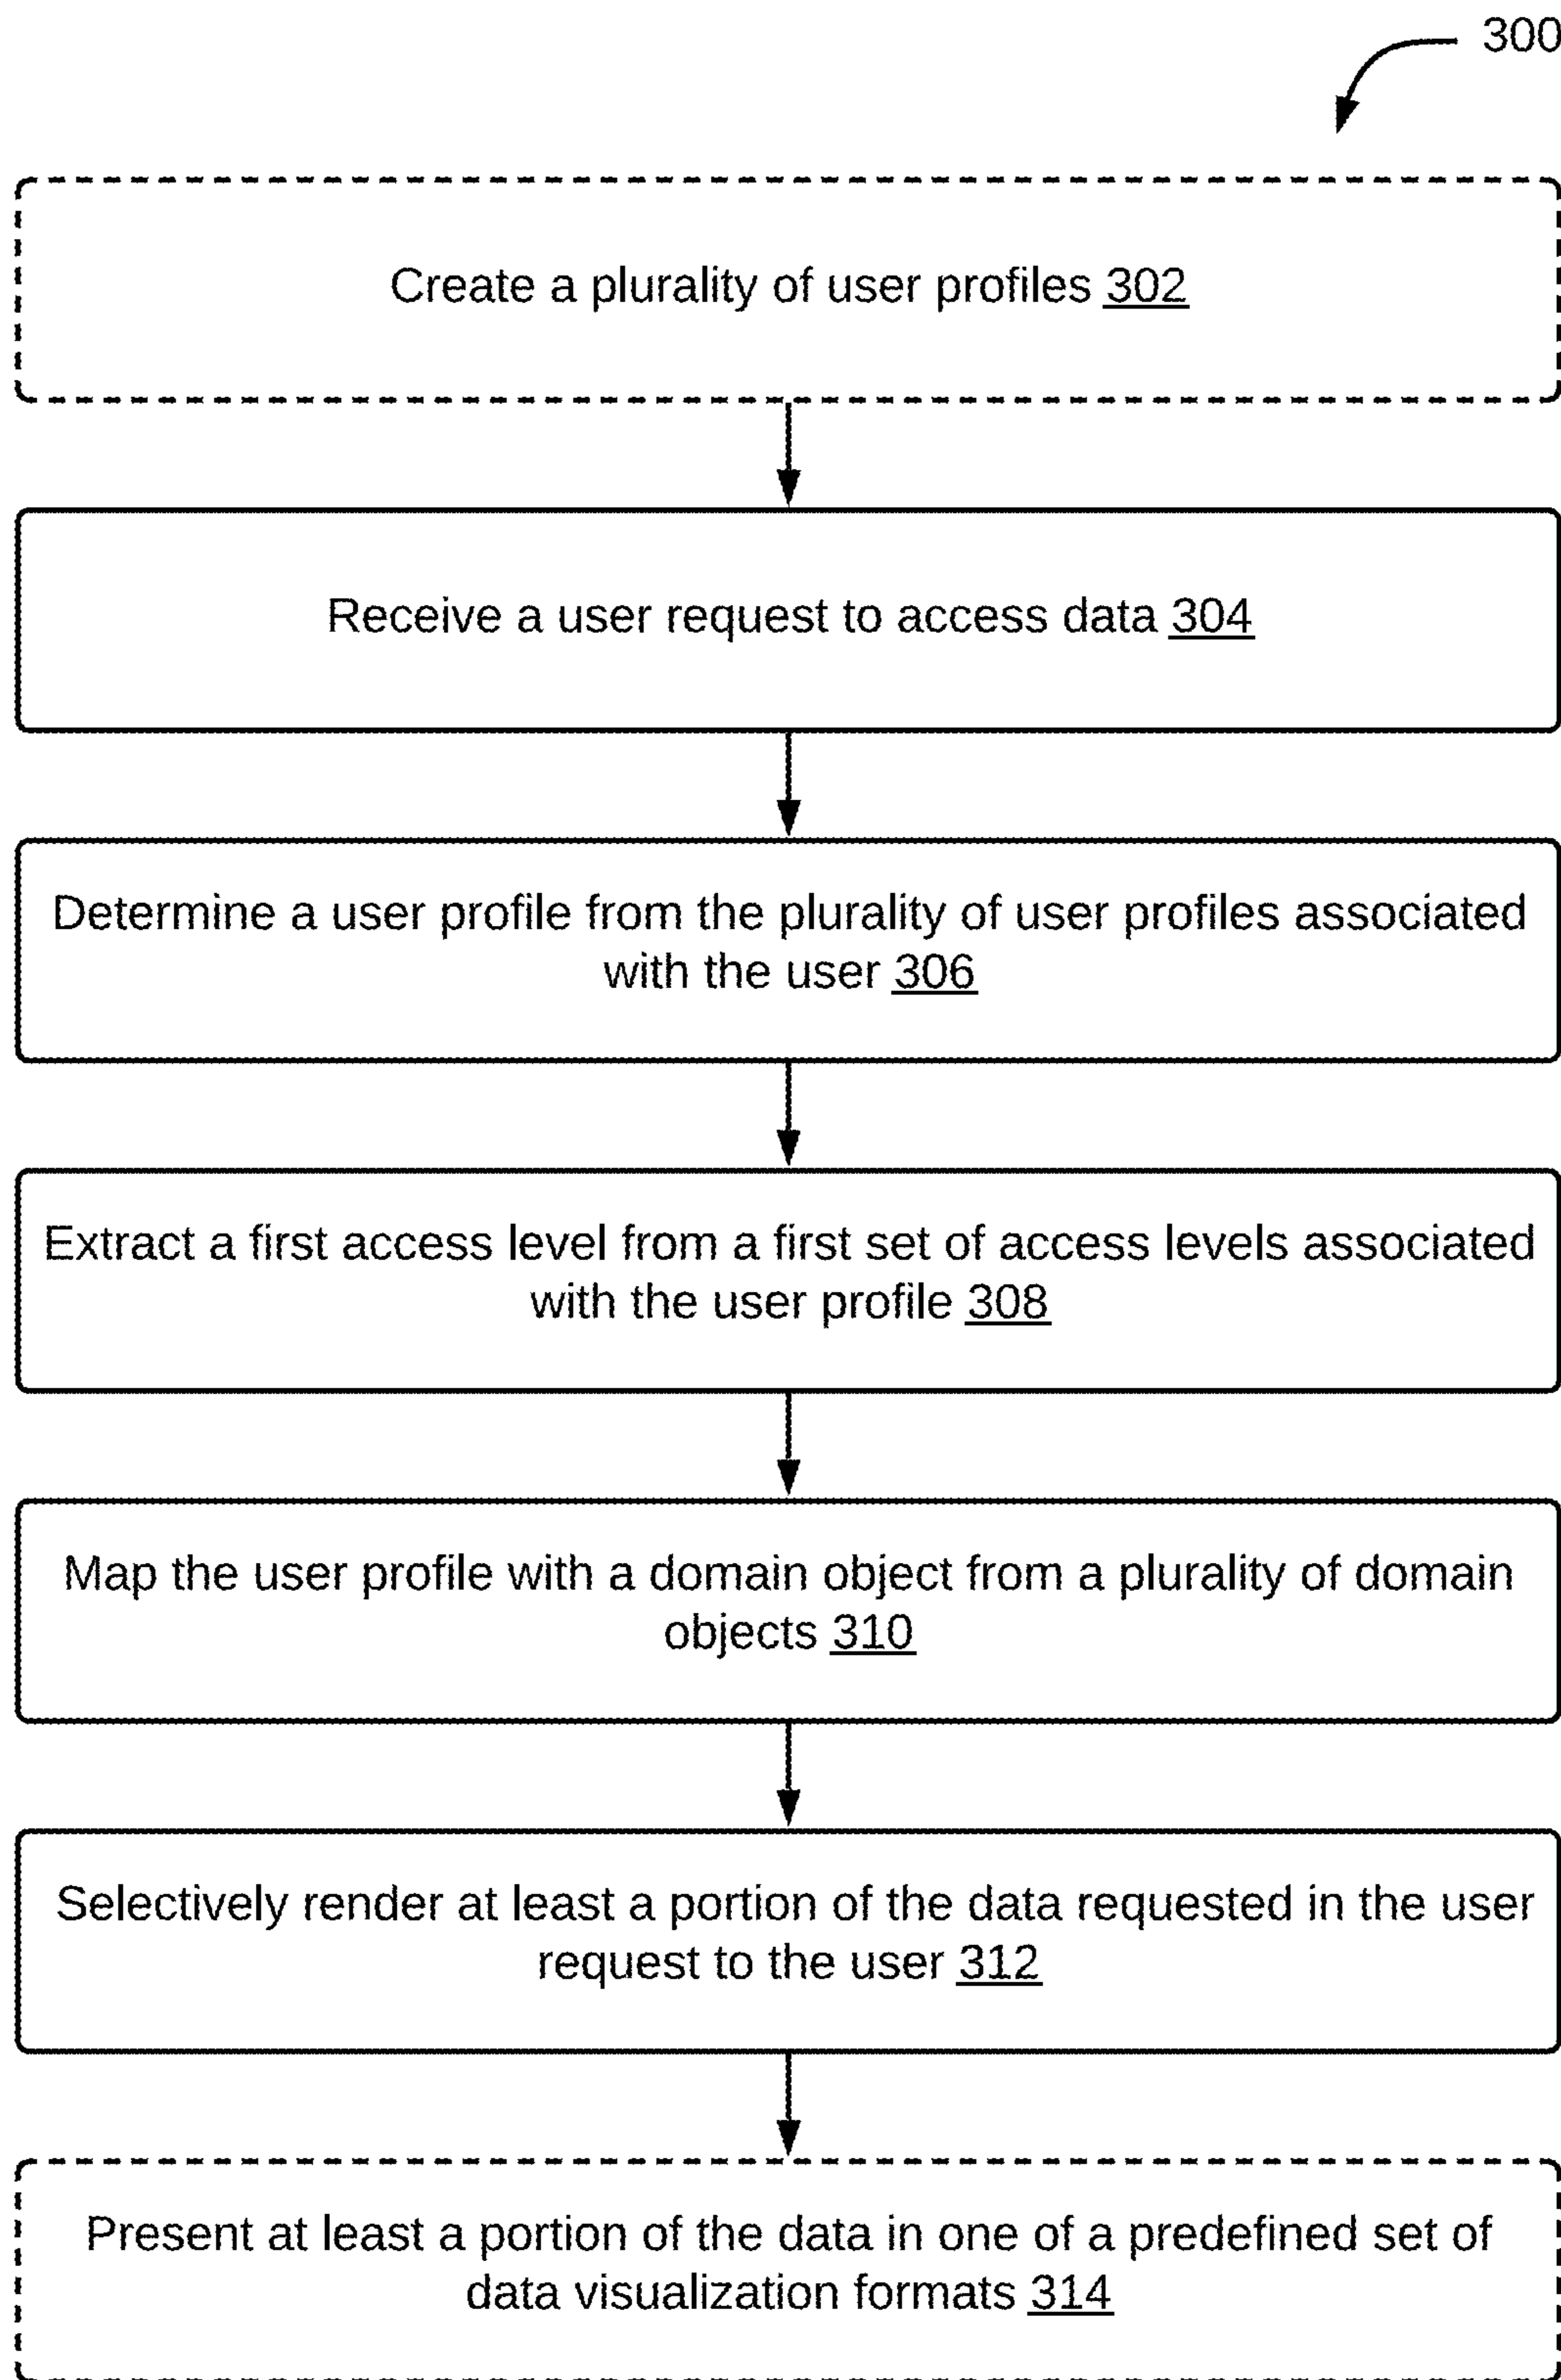 300
Create a plurality of user profiles 302
Receive a user request to access data 304
Determine a user profile from the plurality of user profiles associated
with the user 306
Extract a first access level from a first set of access levels associated
with the user profile 308
Map the user profile with a domain object from a plurality of domain
objects 310
Selectively render at least a portion of the data requested in the user
request to the user 312
Present at least a portion of the data in one of a predefined set of
data visualization formats 314